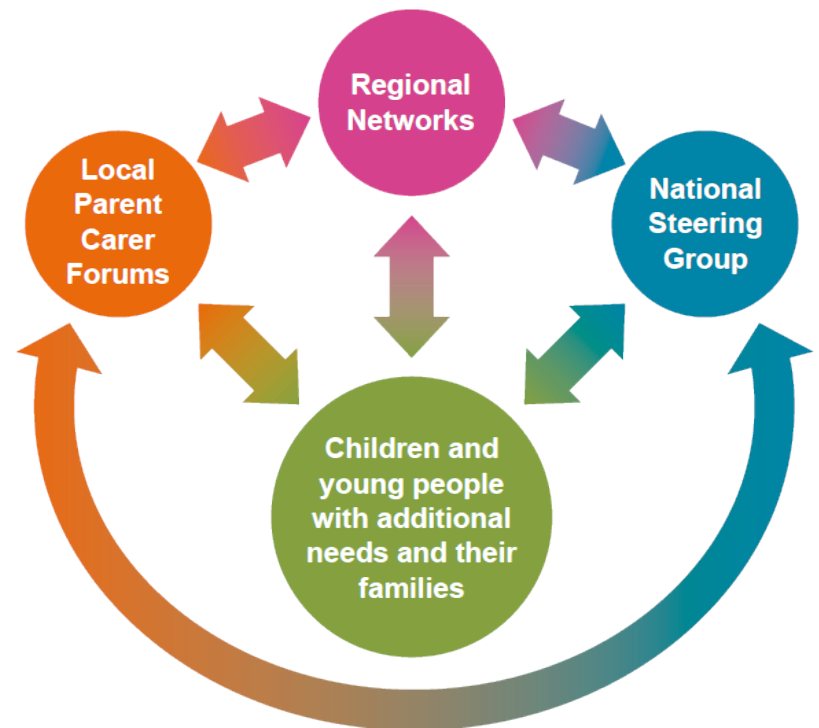 Regional
Networks
Local
Parent
Carer
Forums
National
Steering
Group
Children and
young people
with additional
needs and their
families